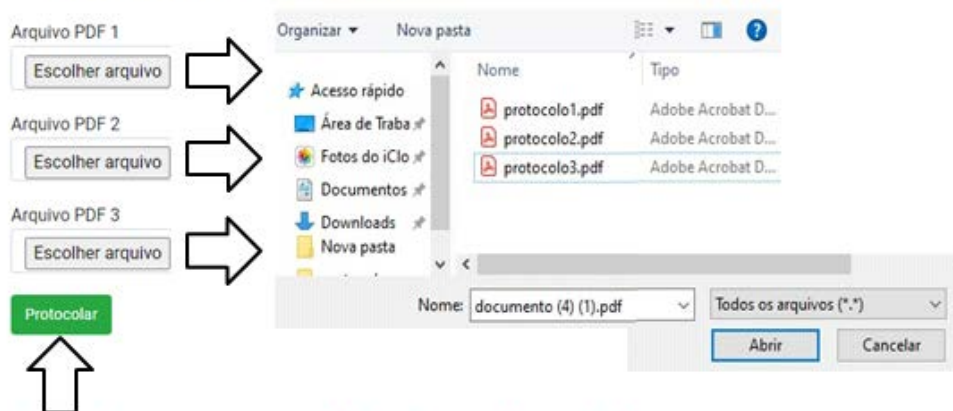 Arquivo PDF 1
Escolher arquivo
Arquivo PDF 2
Escolher arquivo
Arquivo PDF 3
Escolher arquivo
Protocolar
Organizar Nova pasta
?
Acesso rápido
Área de Traba
Fotos do iClo
Documentos
Downloads
Nova pasta
Nome Tipo
protocolo1.pdf Adobe Acrobat D...
protocolo2.pdf Adobe Acrobat D...
protocolo3.pdf Adobe Acrobat D...
Nome: documento (4) (1).pdf Todos os arquivos (*.*)
Abrir Cancelar